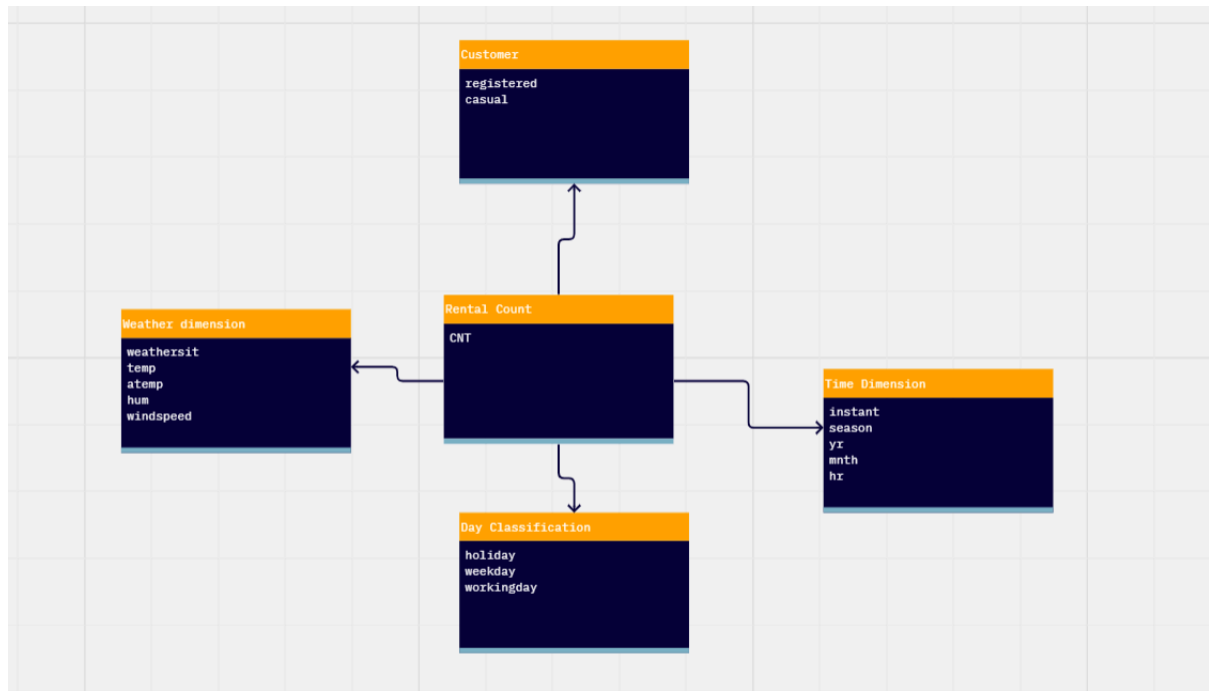 Customer
registered
casual
Rental Count
CNT
Weather dimension
weathersit
temp
atemp
hum
windspeed
Time Dimension
instant
season
yr
mnth
hr
Day Classification
holiday
weekday
workingday